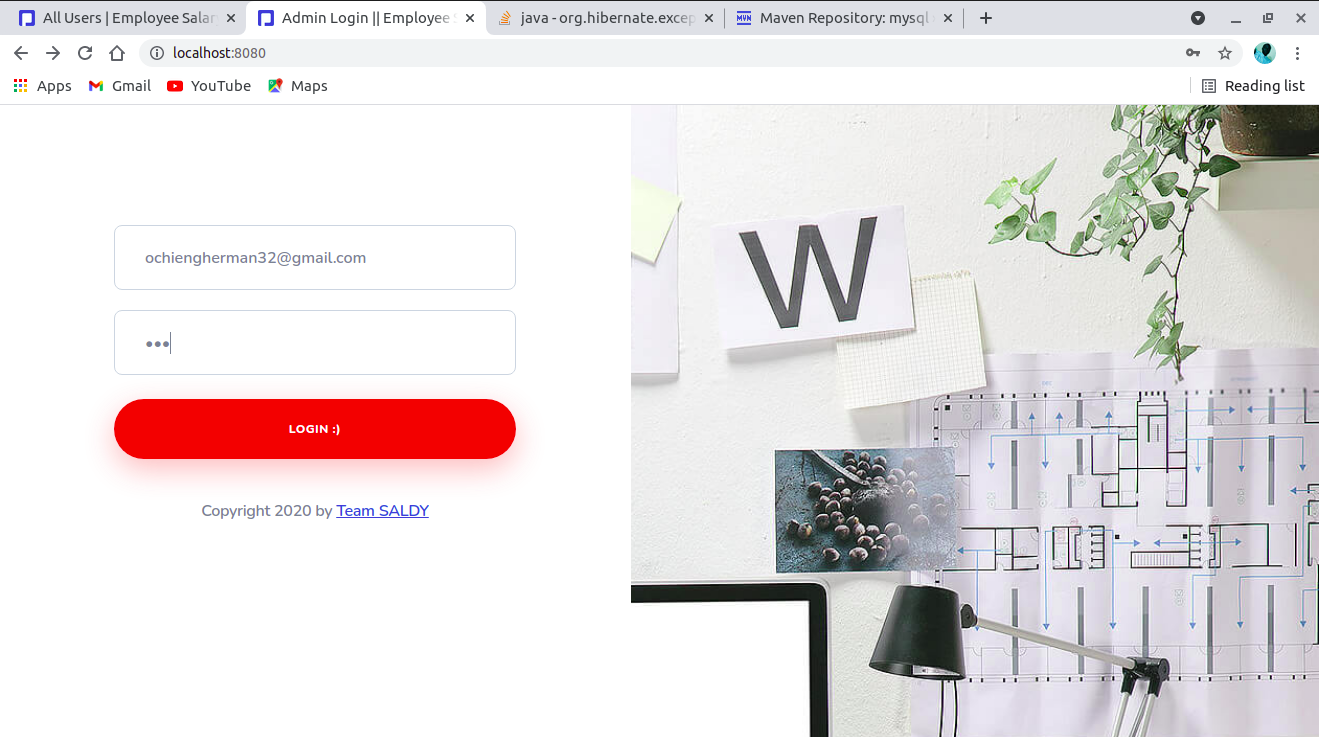 All Users | Employee Salar
Admin Login || Employee S
java - org.hibernate.excep
Maven Repository: mysql
localhost:8080
Apps
Gmail
YouTube
Maps
Reading list
W
ochiengherman32@gmail.com
•••
LOGIN :)
Copyright 2020 by Team SALDY